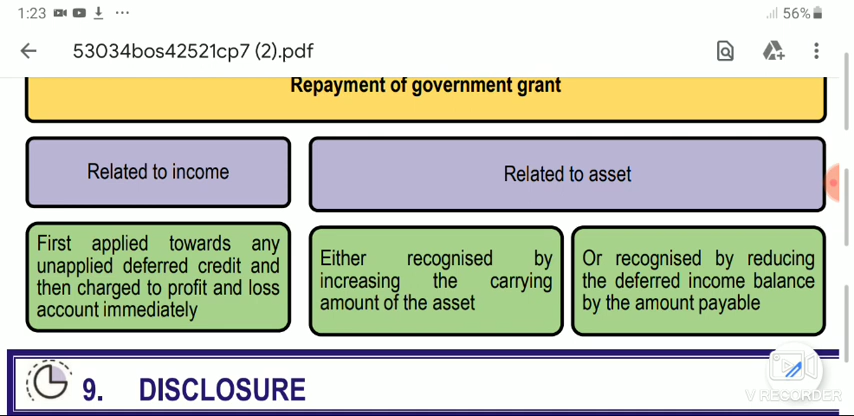 1:23 56%
53034bos42521cp7 (2).pdf
Repayment of government grant
Related to income
Related to asset
First applied towards any
unapplied deferred credit and
then charged to profit and loss
account immediately
Either recognised by
increasing the carrying
amount of the asset
Or recognised by reducing
the deferred income balance
by the amount payable
9. DISCLOSURE
V RECORDER